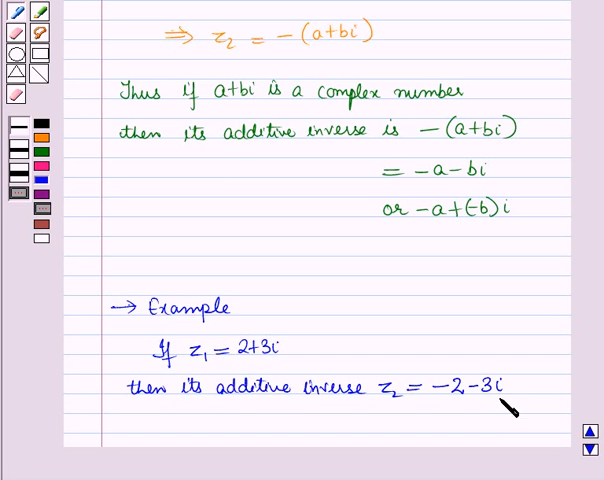 ⇒ z₂ = -(a+bi)
Thus if a+bi is a complex number
then its additive inverse is -(a+bi)
= -a-bi
or -a+(-b)i
→ Example
If z₁ = 2+3i
then its additive inverse z₂ = -2-3i